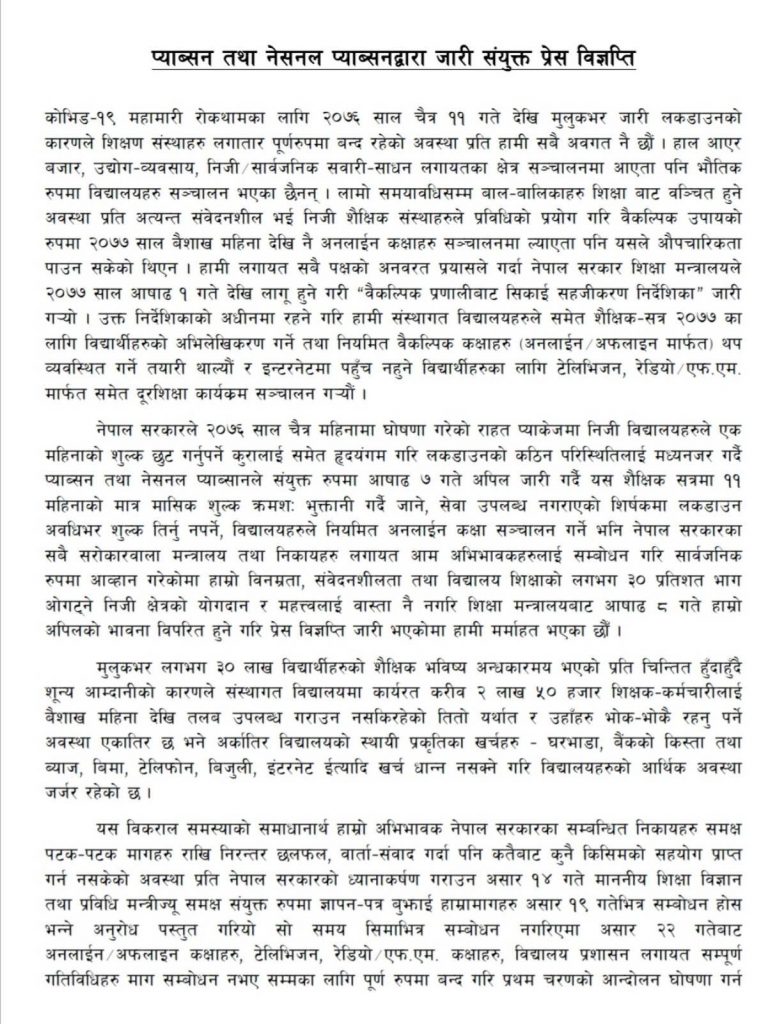 प्याब्सन तथा नेसनल प्याब्सनद्वारा जारी संयुक्त प्रेस विज्ञप्ति
कोभिड-१९ महामारी रोकथामका लागि २०७६ साल चैत्र ११ गते देखि मुलुकभर जारी लकडाउनको
कारणले शिक्षण संस्थाहरु लगातार पूर्णरुपमा बन्द रहेको अवस्था प्रति हामी सबै अवगत नै छौं । हाल आएर
बजार, उद्योग-व्यवसाय, निजी/सार्वजनिक सवारी-साधन लगायतका क्षेत्र सञ्चालनमा आएता पनि भौतिक
रुपमा विद्यालयहरु सञ्चालन भएका छैनन् । लामो समयावधिसम्म बाल-बालिकाहरु शिक्षा बाट वञ्चित हुने
अवस्था प्रति अत्यन्त संवेदनशील भई निजी शैक्षिक संस्थाहरुले प्रविधिको प्रयोग गरि वैकल्पिक उपायको
रुपमा २०७७ साल बैशाख महिना देखि नै अनलाईन कक्षाहरु सञ्चालनमा ल्याएता पनि यसले औपचारिकता
पाउन सकेको थिएन । हामी लगायत सबै पक्षको अनवरत प्रयासले गर्दा नेपाल सरकार शिक्षा मन्त्रालयले
२०७७ साल आषाढ १ गते देखि लागू हुने गरी “वैकल्पिक प्रणालीबाट सिकाई सहजीकरण निर्देशिका” जारी
गऱ्यो । उक्त निर्देशिकाको अधीनमा रहने गरि हामी संस्थागत विद्यालयहरुले समेत शैक्षिक-सत्र २०७७ का
लागि विद्यार्थीहरुको अभिलेखिकरण गर्ने तथा नियमित वैकल्पिक कक्षाहरु (अनलाईन/अफलाइन मार्फत) थप
व्यवस्थित गर्ने तयारी थाल्यौं र इन्टरनेटमा पहुँच नहुने विद्यार्थीहरुका लागि टेलिभिजन, रेडियो/एफ.एम.
मार्फत समेत दूरशिक्षा कार्यक्रम सञ्चालन गऱ्यौं ।
नेपाल सरकारले २०७६ साल चैत्र महिनामा घोषणा गरेको राहत प्याकेजमा निजी विद्यालयहरुले एक
महिनाको शुल्क छुट गर्नुपर्ने कुरालाई समेत हृदयंगम गरि लकडाउनको कठिन परिस्थितिलाई मध्यनजर गर्दै
प्याब्सन तथा नेसनल प्याब्सानले संयुक्त रुपमा आषाढ ७ गते अपिल जारी गर्दै यस शैक्षिक सत्रमा ११
महिनाको मात्र मासिक शुल्क क्रमश: भुक्तानी गर्दै जाने, सेवा उपलब्ध नगराएको शिर्षकमा लकडाउन
अवधिभर शुल्क तिर्नु नपर्ने, विद्यालयहरुले नियमित अनलाईन कक्षा सञ्चालन गर्ने भनि नेपाल सरकारका
सबै सरोकारवाला मन्त्रालय तथा निकायहरु लगायत आम अभिभावकहरुलाई सम्बोधन गरि सार्वजनिक
रुपमा आव्हान गरेकोमा हाम्रो विनम्रता, संवेदनशीलता तथा विद्यालय शिक्षाको लगभग ३० प्रतिशत भाग
ओगट्ने निजी क्षेत्रको योगदान र महत्त्वलाई वास्ता नै नगरि शिक्षा मन्त्रालयबाट आषाढ ८ गते हाम्रो
अपिलको भावना विपरित हुने गरि प्रेस विज्ञप्ति जारी भएकोमा हामी मर्माहत भएका छौं ।
मुलुकभर लगभग ३० लाख विद्यार्थीहरुको शैक्षिक भविष्य अन्धकारमय भएको प्रति चिन्तित हुँदाहुँदै
शून्य आम्दानीको कारणले संस्थागत विद्यालयमा कार्यरत करीव २ लाख ५० हजार शिक्षक-कर्मचारीलाई
बैशाख महिना देखि तलब उपलब्ध गराउन नसकिरहेको तितो यर्थात र उहाँहरु भोक-भोकै रहनु पर्ने
अवस्था एकातिर छ भने अर्कातिर विद्यालयको स्थायी प्रकृतिका खर्चहरु - घरभाडा, बैंकको किस्ता तथा
ब्याज, बिमा, टेलिफोन, बिजुली, इंटरनेट ईत्यादि खर्च धान्न नसक्ने गरि विद्यालयहरुको आर्थिक अवस्था
जर्जर रहेको छ ।
यस विकराल समस्याको समाधानार्थ हाम्रो अभिभावक नेपाल सरकारका सम्बन्धित निकायहरु समक्ष
पटक-पटक मागहरु राखि निरन्तर छलफल, वार्ता-संवाद गर्दा पनि कतैबाट कुनै किसिमको सहयोग प्राप्त
गर्न नसकेको अवस्था प्रति नेपाल सरकारको ध्यानाकर्षण गराउन असार १४ गते माननीय शिक्षा विज्ञान
तथा प्रविधि मन्त्रीज्यू समक्ष संयुक्त रुपमा ज्ञापन-पत्र बुझाई हाम्रामागहरु असार १९ गतेभित्र सम्बोधन होस
भन्ने अनुरोध पस्तुत गरियो सो समय सिमाभित्र सम्बोधन नगरिएमा असार २२ गतेबाट
अनलाईन/अफलाइन कक्षाहरु, टेलिभिजन, रेडियो/एफ.एम. कक्षाहरु, विद्यालय प्रशासन लगायत सम्पूर्ण
गतिविधिहरु माग सम्बोधन नभए सम्मका लागि पूर्ण रुपमा बन्द गरि प्रथम चरणको आन्दोलन घोषणा गर्न